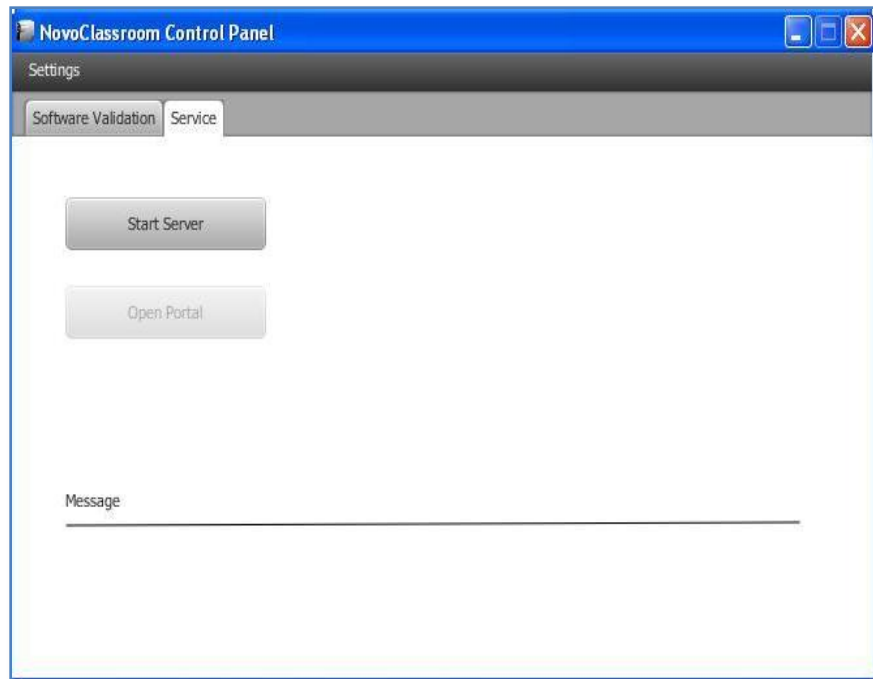 NovoClassroom Control Panel
Settings
Software Validation Service
Start Server
Open Portal
Message